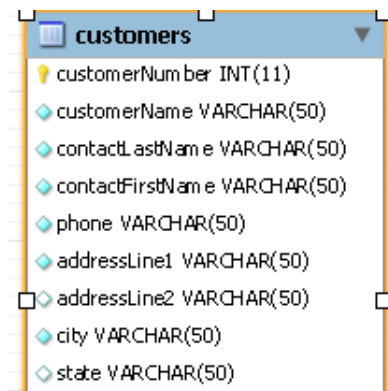 customers
customerNumber INT(11)
customerName VARCHAR(50)
contactLastName VARCHAR(50)
contactFirstName VARCHAR(50)
phone VARCHAR(50)
addressLine1 VARCHAR(50)
addressLine2 VARCHAR(50)
city VARCHAR(50)
state VARCHAR(50)